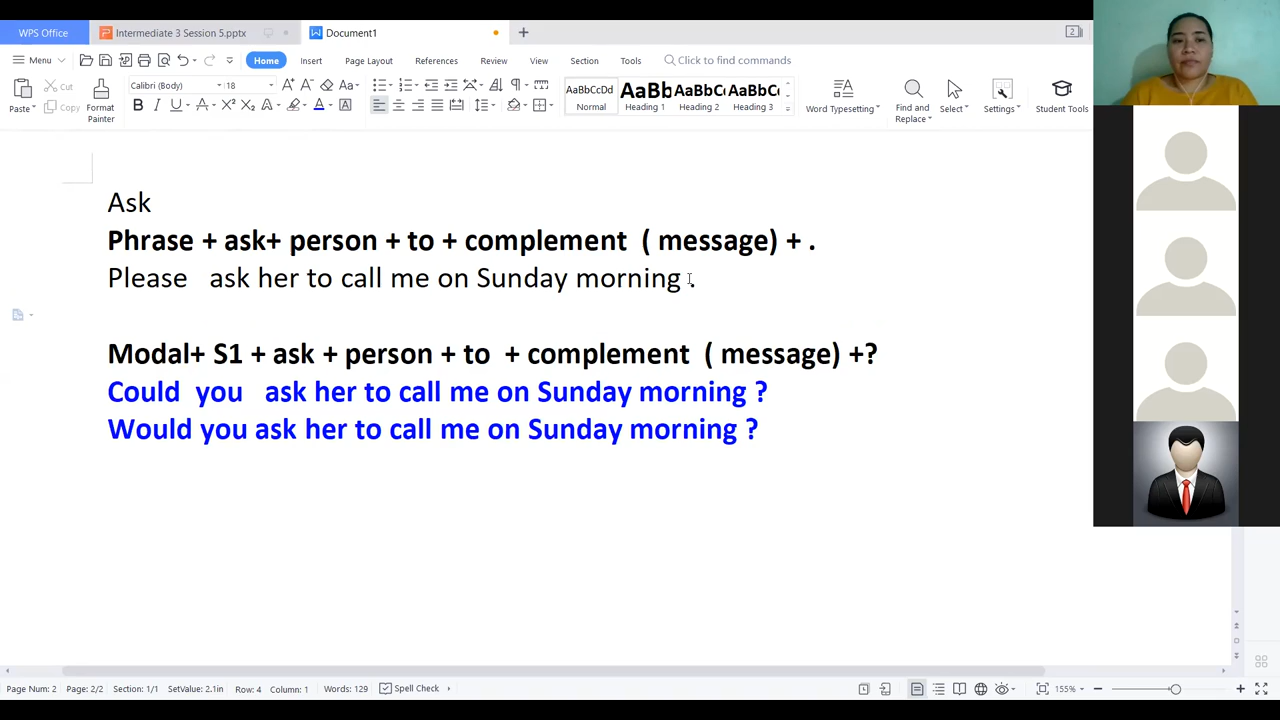 WPS Office
Intermediate 3 Session 5.pptx
Document1
+
2
Menu
Home
Insert
Page Layout
References
Review
View
Section
Tools
Click to find commands
Paste
Cut
Copy
Format Painter
Calibri (Body)
18
AaBbCcDd
Normal
AaBb
Heading 1
AaBbC
Heading 2
AaBbC
Heading 3
Word Typesetting
Find and Replace
Select
Settings
Student Tools
Ask
Phrase + ask+ person + to + complement ( message) + .
Please ask her to call me on Sunday morning .
Modal+ S1 + ask + person + to + complement ( message) +?
Could you ask her to call me on Sunday morning ?
Would you ask her to call me on Sunday morning ?
Page Num: 2 Page: 2/2 Section: 1/1 SetValue: 2.1in Row: 4 Column: 1 Words: 129 Spell Check 155%